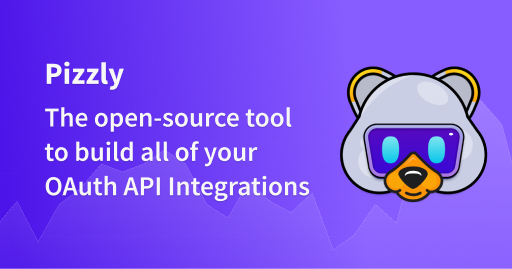 Pizzly
The open-source tool
to build all of your
OAuth API Integrations